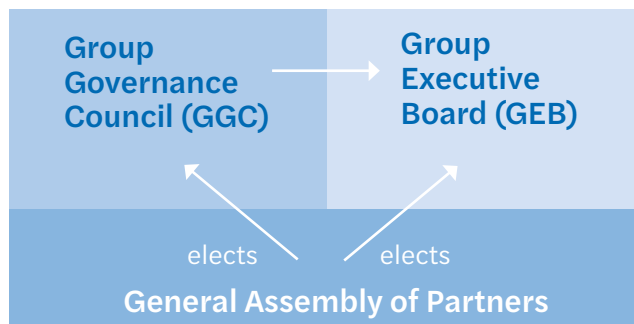 Group
Governance
Council (GGC)
Group
Executive
Board (GEB)
elects
elects
General Assembly of Partners